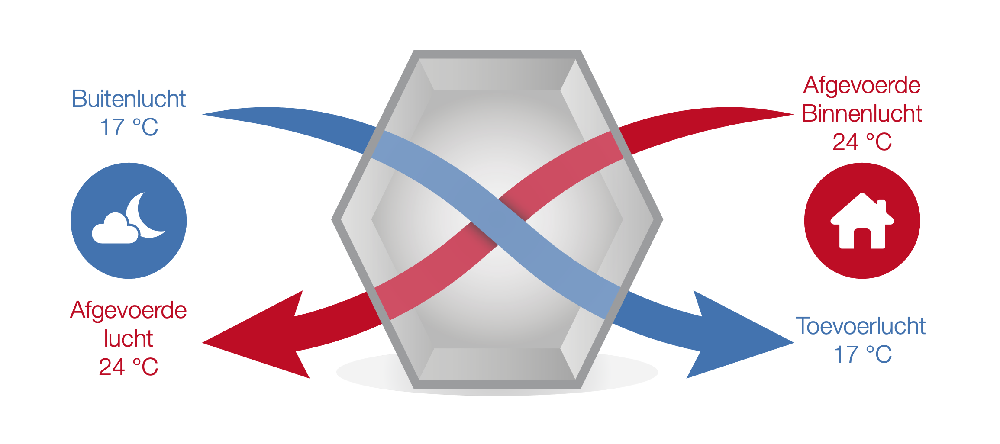 Buitenlucht
17 °C
Afgevoerde
Binnenlucht
24 °C
Afgevoerde
lucht
24 °C
Toevoerlucht
17 °C